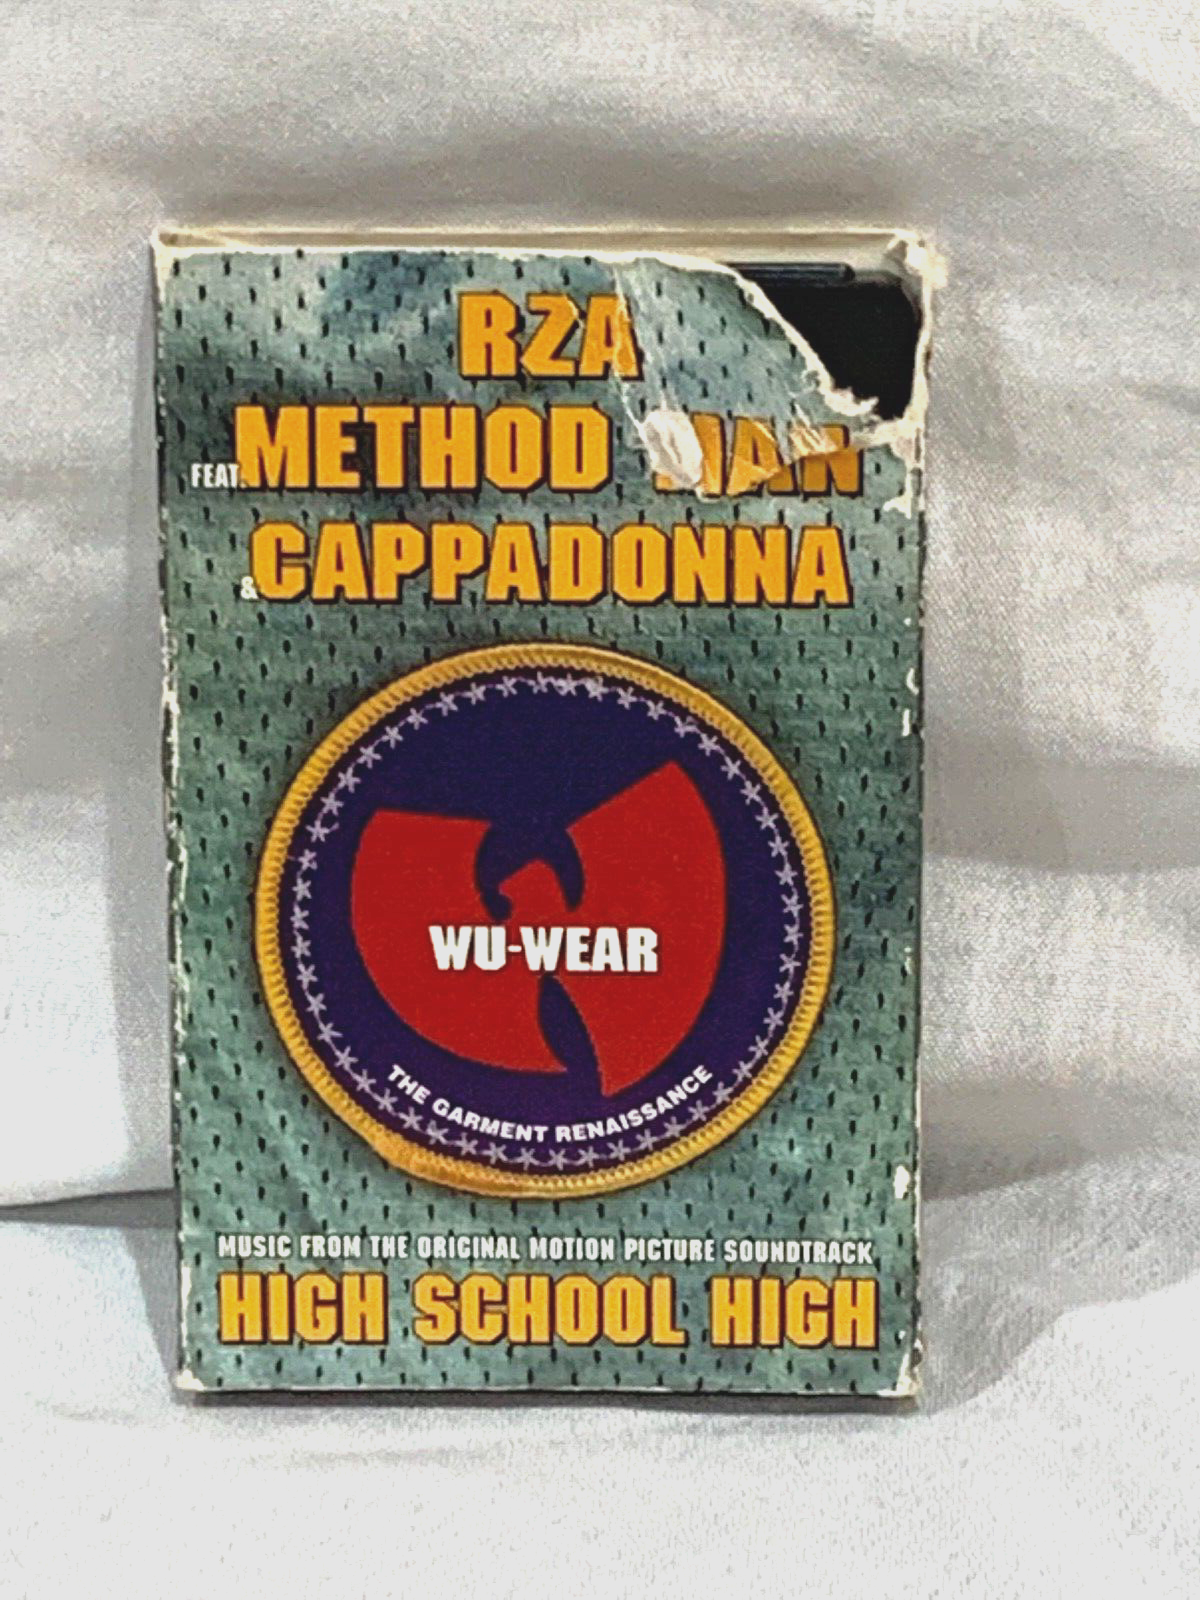 RZA
FEAT. METHOD MAN
& CAPPADONNA
WU-WEAR
THE GARMENT RENAISSANCE
MUSIC FROM THE ORIGINAL MOTION PICTURE SOUNDTRACK
HIGH SCHOOL HIGH